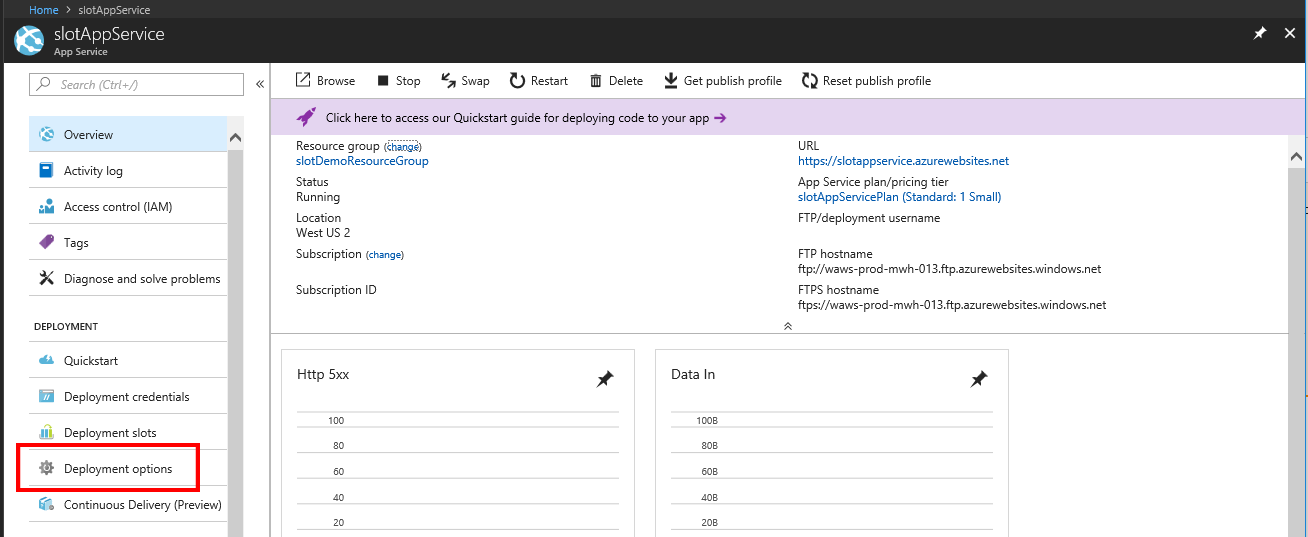 Home > slotAppService
slotAppService
App Service
Search (Ctrl+/)
«
Overview
Activity log
Access control (IAM)
Tags
Diagnose and solve problems
DEPLOYMENT
Quickstart
Deployment credentials
Deployment slots
Deployment options
Continuous Delivery (Preview)
Browse Stop Swap Restart Delete Get publish profile Reset publish profile
Click here to access our Quickstart guide for deploying code to your app →
Resource group (change)
slotDemoResourceGroup
Status
Running
Location
West US 2
Subscription (change)
Subscription ID
URL
https://slotappservice.azurewebsites.net
App Service plan/pricing tier
slotAppServicePlan (Standard: 1 Small)
FTP/deployment username
FTP hostname
ftp://waws-prod-mwh-013.ftp.azurewebsites.windows.net
FTPS hostname
ftps://waws-prod-mwh-013.ftp.azurewebsites.windows.net
Http 5xx
100
80
60
40
20
Data In
100B
80B
60B
40B
20B